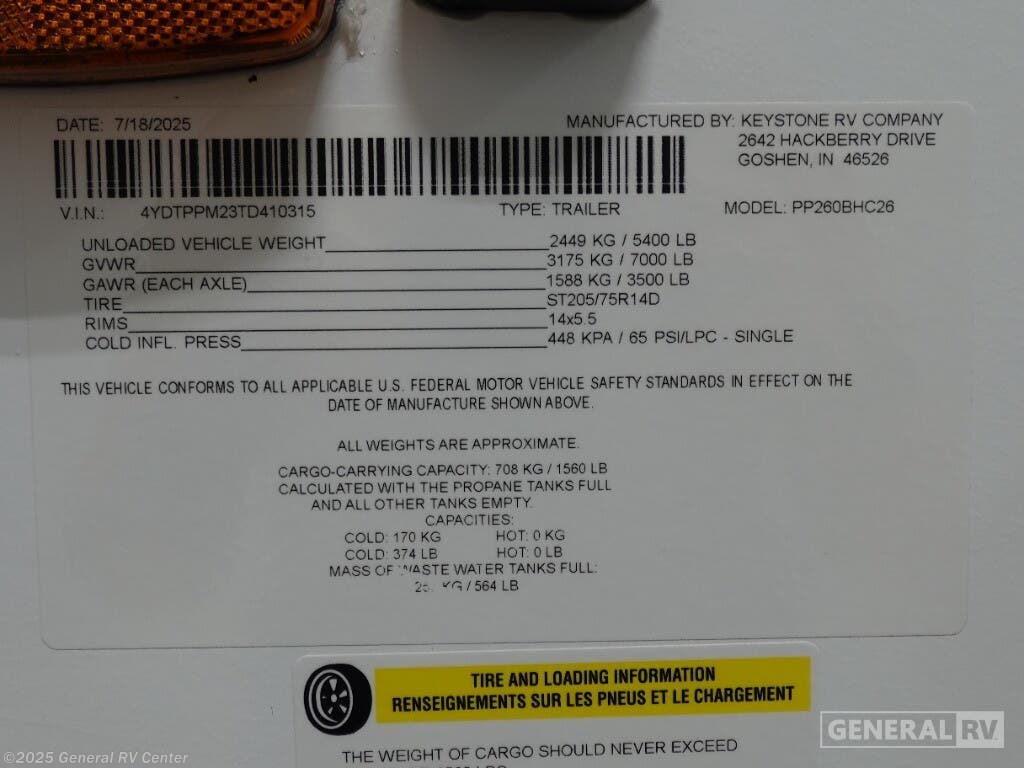 DATE: 7/18/2025
MANUFACTURED BY: KEYSTONE RV COMPANY
2642 HACKBERRY DRIVE
GOSHEN, IN 46526
V.I.N.: 4YDTPPM23TD410315 TYPE: TRAILER MODEL: PP260BHC26
UNLOADED VEHICLE WEIGHT 2449 KG / 5400 LB
GVWR 3175 KG / 7000 LB
GAWR (EACH AXLE) 1588 KG / 3500 LB
TIRE ST205/75R14D
RIMS 14x5.5
COLD INFL. PRESS 448 KPA / 65 PSI/LPC - SINGLE
THIS VEHICLE CONFORMS TO ALL APPLICABLE U.S. FEDERAL MOTOR VEHICLE SAFETY STANDARDS IN EFFECT ON THE
DATE OF MANUFACTURE SHOWN ABOVE.
ALL WEIGHTS ARE APPROXIMATE.
CARGO-CARRYING CAPACITY: 708 KG / 1560 LB
CALCULATED WITH THE PROPANE TANKS FULL
AND ALL OTHER TANKS EMPTY.
CAPACITIES:
COLD: 170 KG HOT: 0 KG
COLD: 374 LB HOT: 0 LB
MASS OF WASTE WATER TANKS FULL:
KG / 564 LB
TIRE AND LOADING INFORMATION
RENSEIGNEMENTS SUR LES PNEUS ET LE CHARGEMENT
THE WEIGHT OF CARGO SHOULD NEVER EXCEED
GENERAL RV
©2025 General RV Center